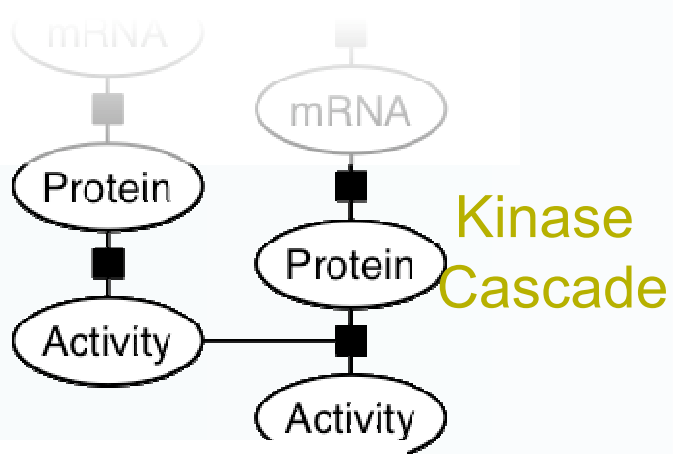 mRNA
mRNA
Protein
Kinase
Protein
Cascade
Activity
Activity